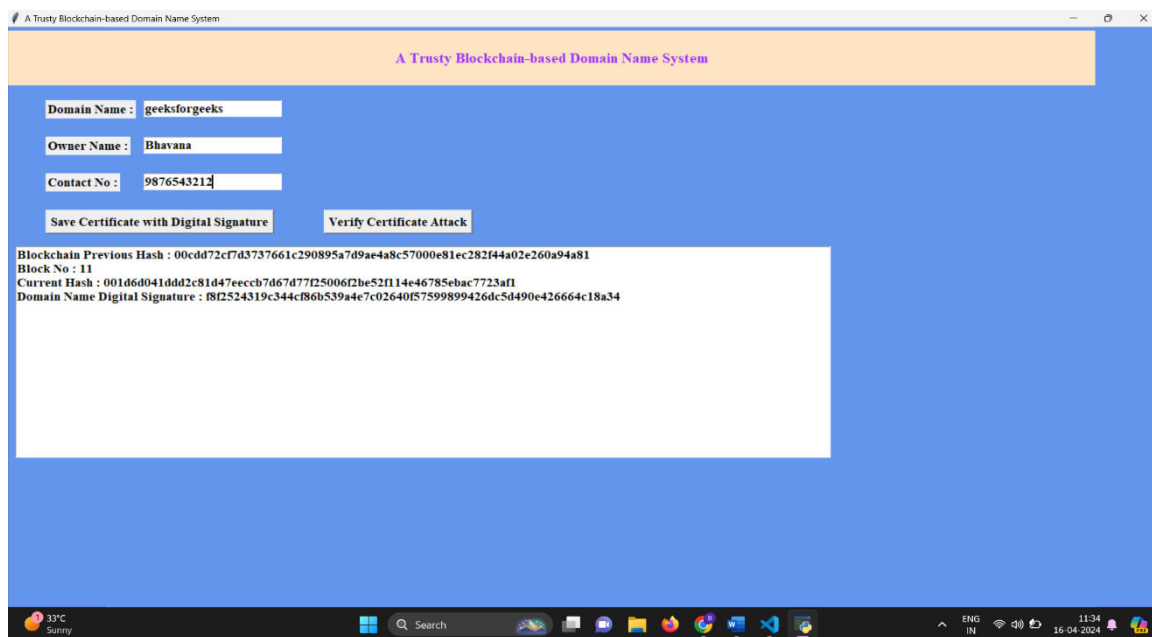 A Trusty Blockchain-based Domain Name System
A Trusty Blockchain-based Domain Name System
Domain Name : geeksforgeeks
Owner Name : Bhavana
Contact No : 9876543212
Save Certificate with Digital Signature Verify Certificate Attack
Blockchain Previous Hash : 00cdd72cf7d3737661c290895a7d9ae4a8c57000e81ec282f44a02e260a94a81
Block No : 11
Current Hash : 001d6d041ddd2c81d47eeccb7d67d77f25006f2be52f114e46785ebac7723af1
Domain Name Digital Signature : f8f2524319c344cf86b539a4e7c02640f57599899426dc5d490e426664c18a34
1 33°C
Sunny
Search
ENG
IN
11:34
16-04-2024